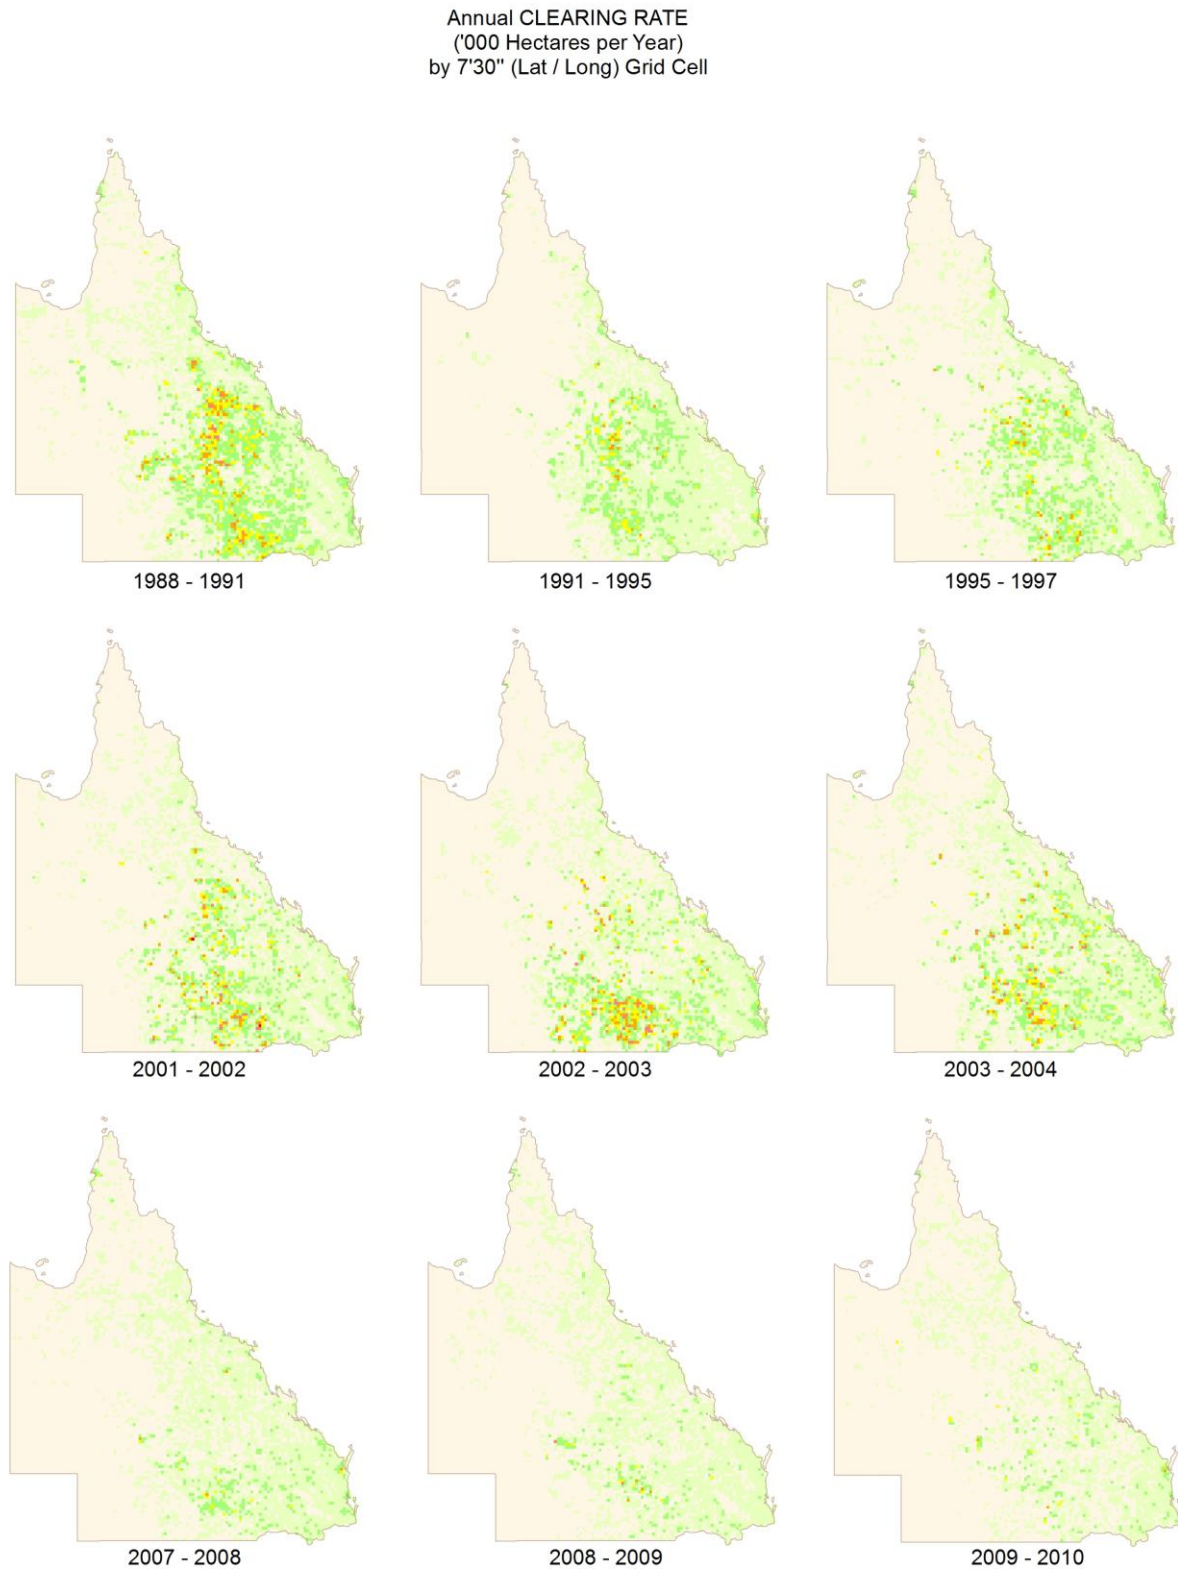 Annual CLEARING RATE
('000 Hectares per Year)
by 7'30" (Lat / Long) Grid Cell
1988 - 1991
1991 - 1995
1995 - 1997
2001 - 2002
2002 - 2003
2003 - 2004
2007 - 2008
2008 - 2009
2009 - 2010